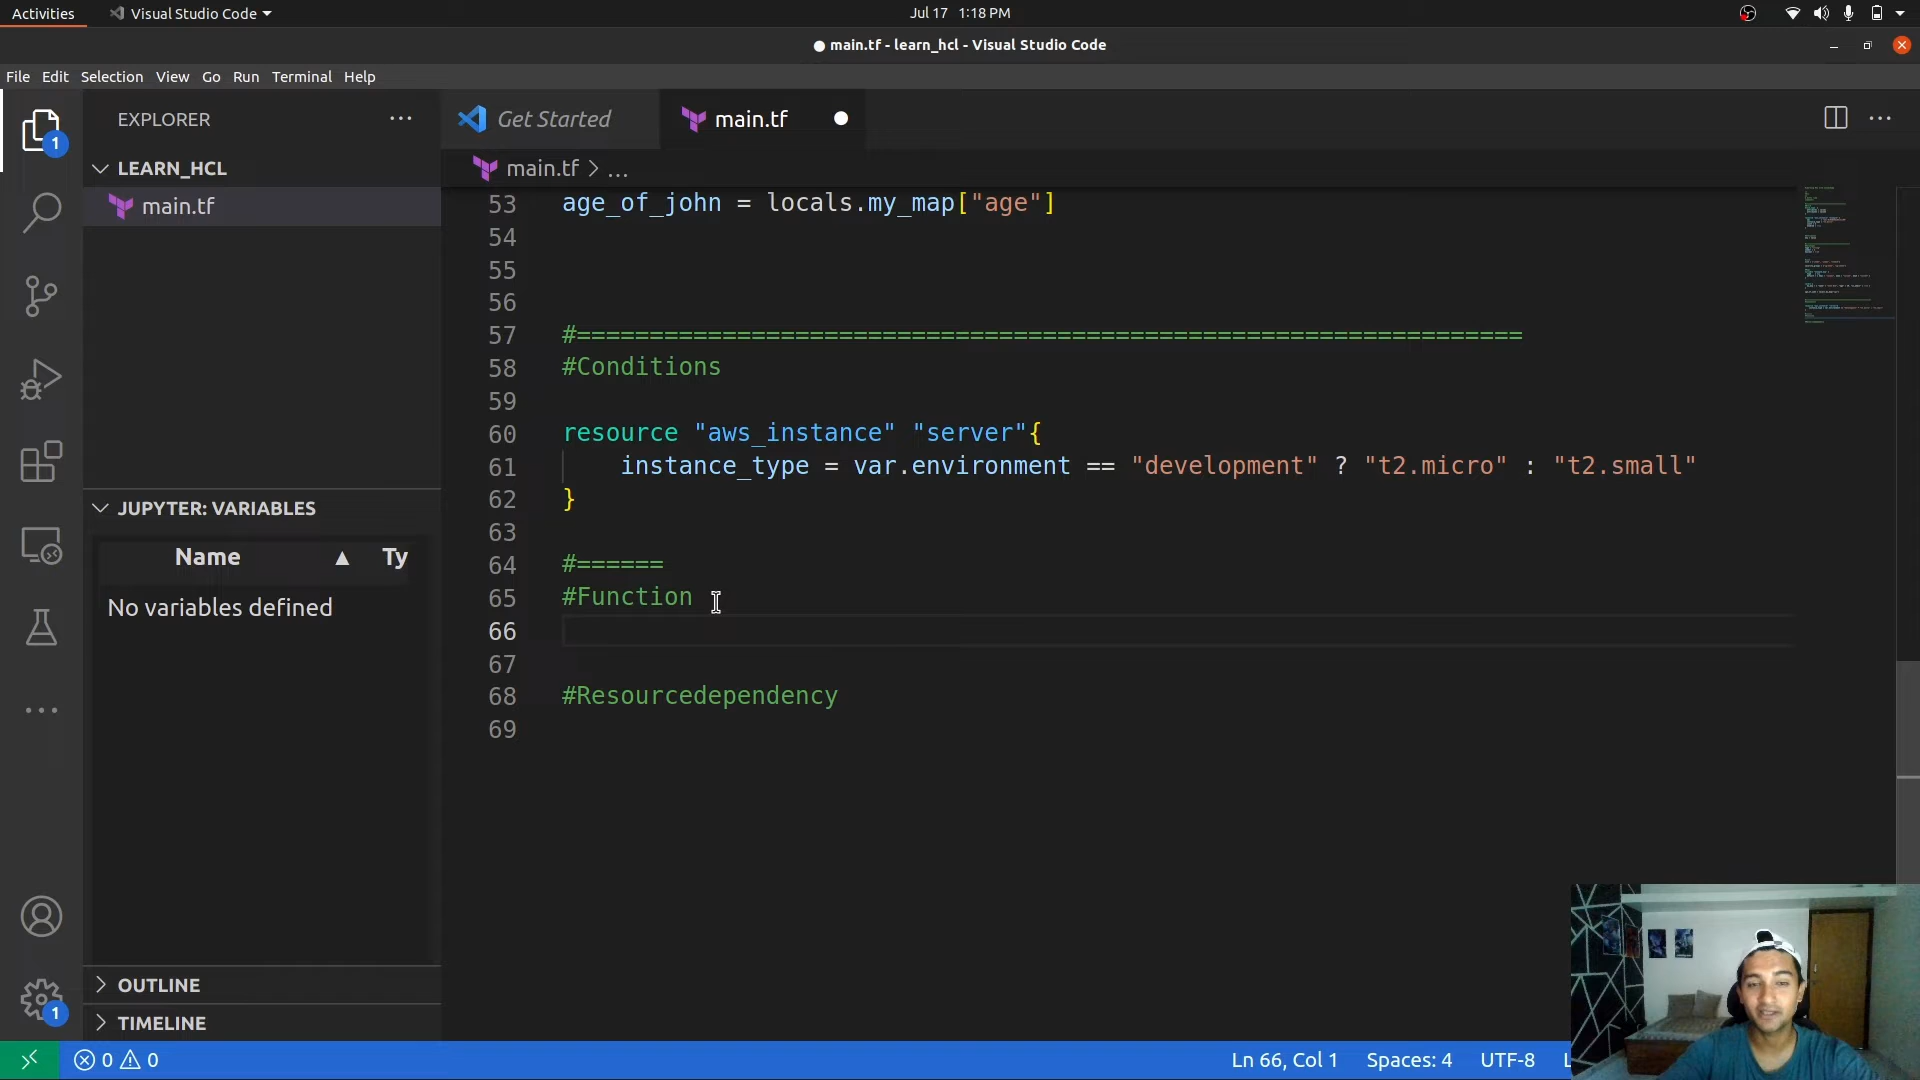 Activities Visual Studio Code Jul 17 1:18 PM
main.tf - learn_hcl - Visual Studio Code
File Edit Selection View Go Run Terminal Help
EXPLORER
LEARN_HCL
main.tf
JUPYTER: VARIABLES
Name Ty
No variables defined
OUTLINE
TIMELINE
1
1
Get Started main.tf
main.tf > ...
53 age_of_john = locals.my_map["age"]
54
55
56
57 #=================================================================
58 #Conditions
59
60 resource "aws_instance" "server"{
61 instance_type = var.environment == "development" ? "t2.micro" : "t2.small"
62 }
63
64 #======
65 #Function
66
67
68 #Resourcedependency
69
0 0 Ln 66, Col 1 Spaces: 4 UTF-8